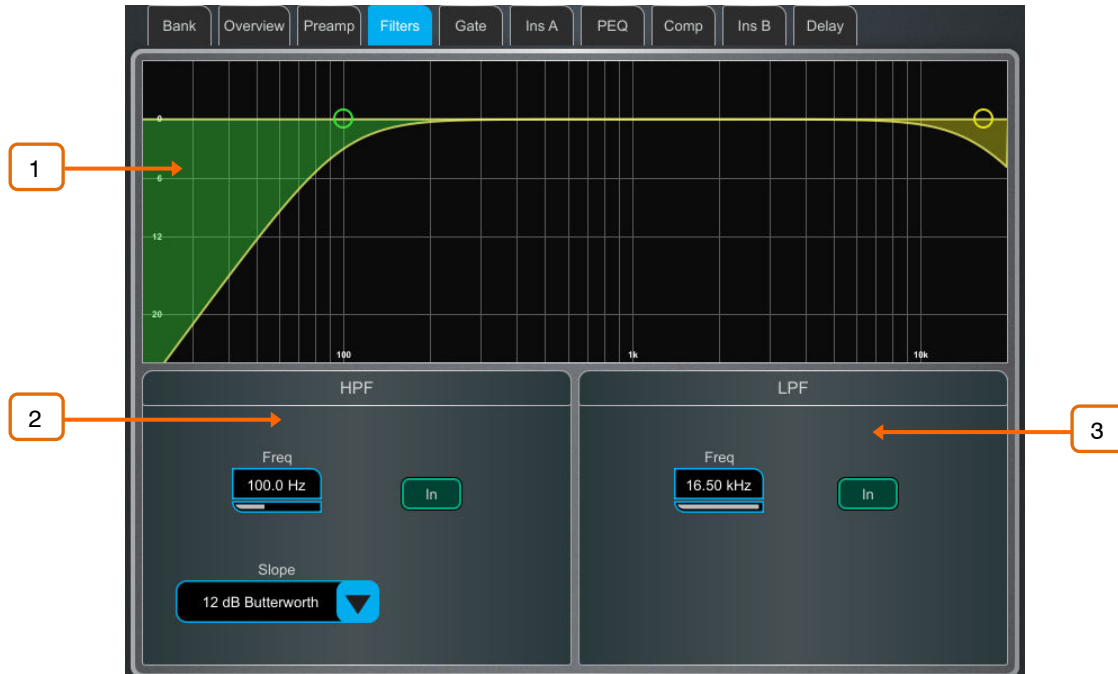 Bank Overview Preamp Filters Gate Ins A PEQ Comp Ins B Delay
0
1
6
12
20
100 1k 10k
HPF LPF
2
3
Freq Freq
100.0 Hz In 16.50 kHz In
Slope
12 dB Butterworth